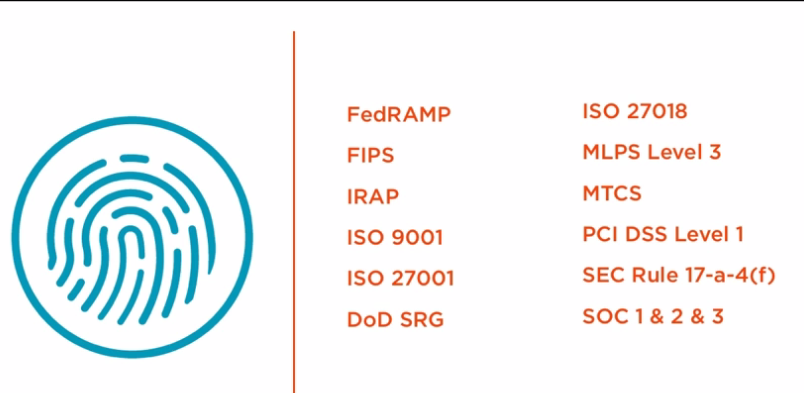 FedRAMP
FIPS
IRAP
ISO 9001
ISO 27001
DoD SRG
ISO 27018
MLPS Level 3
MTCS
PCI DSS Level 1
SEC Rule 17-a-4(f)
SOC 1 & 2 & 3